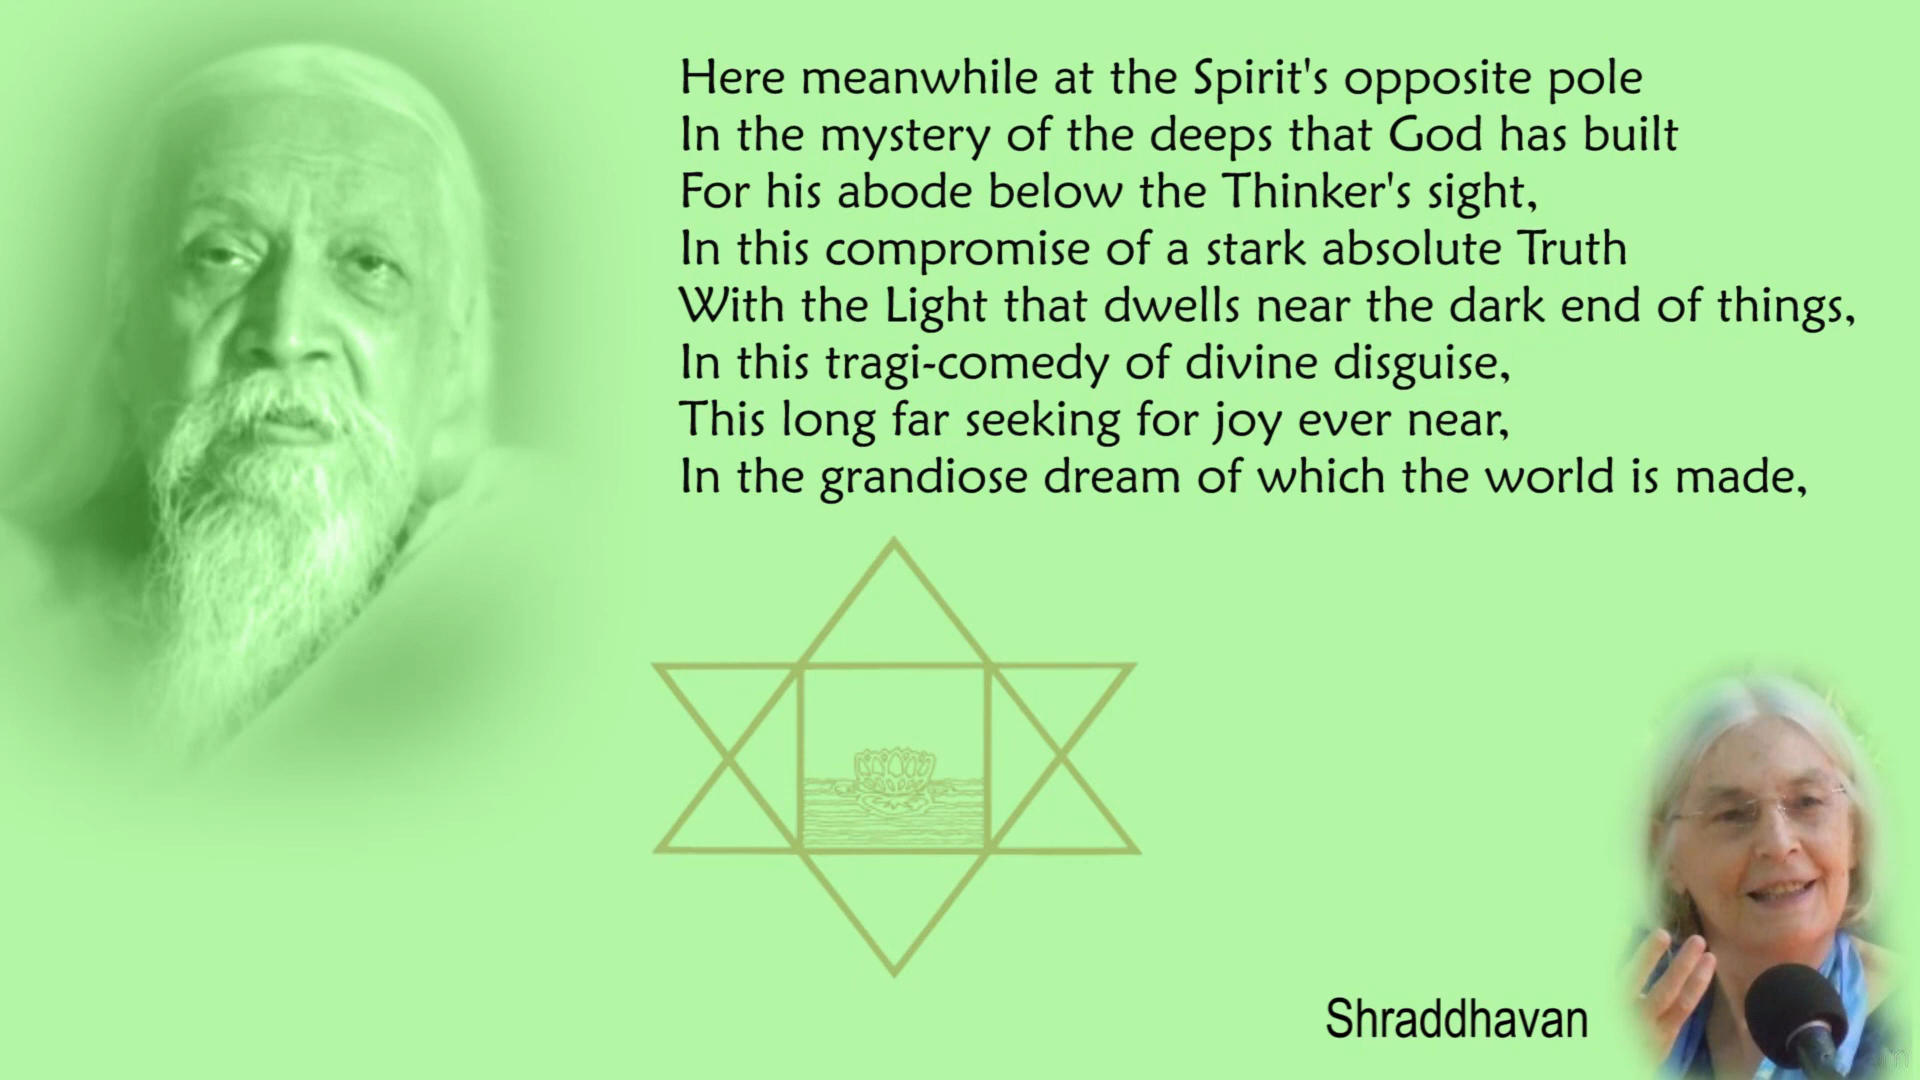 Here meanwhile at the Spirit's opposite pole
In the mystery of the deeps that God has built
For his abode below the Thinker's sight,
In this compromise of a stark absolute Truth
With the Light that dwells near the dark end of things,
In this tragi-comedy of divine disguise,
This long far seeking for joy ever near,
In the grandiose dream of which the world is made,
Shraddhavan